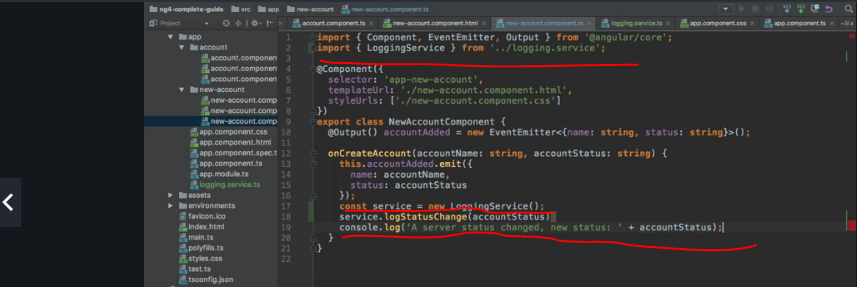 ng4-complete-guide src app new-account new-account.component.ts
Project
account.component.ts new-account.component.html new-account.component.ts logging.service.ts app.component.css app.component.ts
app
account
account.componen
account.componen
account.componen
new-account
new-account.comp
new-account.comp
new-account.comp
app.component.css
app.component.html
app.component.spec.t
app.component.ts
app.module.ts
logging.service.ts
assets
environments
favicon.ico
index.html
main.ts
polyfills.ts
styles.css
test.ts
tsconfig.json
1 import { Component, EventEmitter, Output } from '@angular/core';
2 import { LoggingService } from '../logging.service';
3
4 @Component({
5 selector: 'app-new-account',
6 templateUrl: './new-account.component.html',
7 styleUrls: ['./new-account.component.css']
8 })
9 export class NewAccountComponent {
10 @Output() accountAdded = new EventEmitter<{name: string, status: string}>();
11
12 onCreateAccount(accountName: string, accountStatus: string) {
13 this.accountAdded.emit({
14 name: accountName,
15 status: accountStatus
16 });
17 const service = new LoggingService();
18 service.logStatusChange(accountStatus)
19 console.log('A server status changed, new status: ' + accountStatus);
20 }
21 }
22